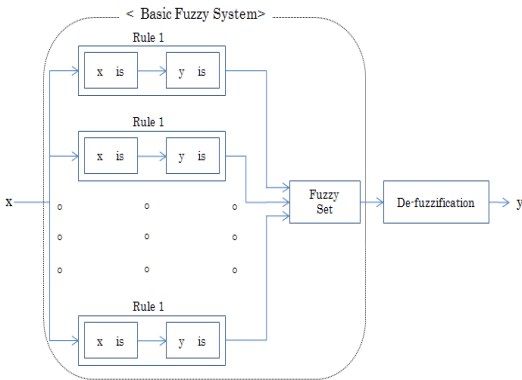 < Basic Fuzzy System>
Rule 1
x is
y is
Rule 1
x is
y is
x
Fuzzy
Set
De-fuzzification
y
Rule 1
x is
y is